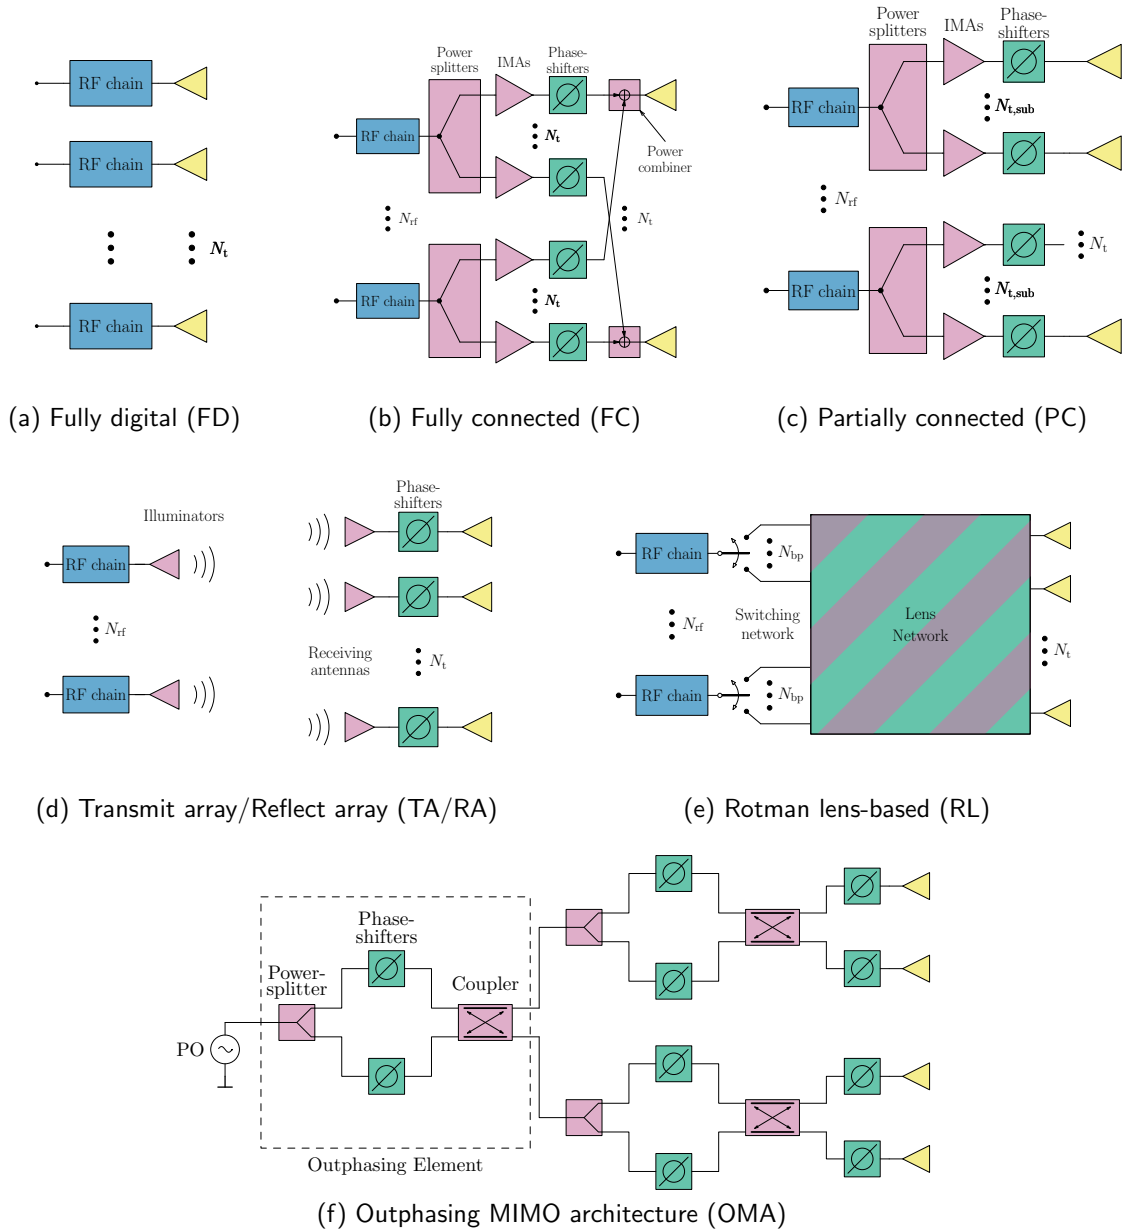 RF chain
RF chain
N_t
RF chain
(a) Fully digital (FD)
Power
splitters
IMAs
Phase-
shifters
RF chain
N_t
Power
combiner
N_rf
N_t
RF chain
N_t
(b) Fully connected (FC)
Power
splitters
IMAs
Phase-
shifters
RF chain
N_t,sub
N_rf
N_t
RF chain
N_t,sub
(c) Partially connected (PC)
Illuminators
Phase-
shifters
RF chain
N_rf
Receiving
antennas
N_t
RF chain
(d) Transmit array/Reflect array (TA/RA)
RF chain
N_bp
N_rf
Switching
network
Lens
Network
N_t
RF chain
N_bp
(e) Rotman lens-based (RL)
Phase-
shifters
Power-
splitter
Coupler
PO
Outphasing Element
(f) Outphasing MIMO architecture (OMA)